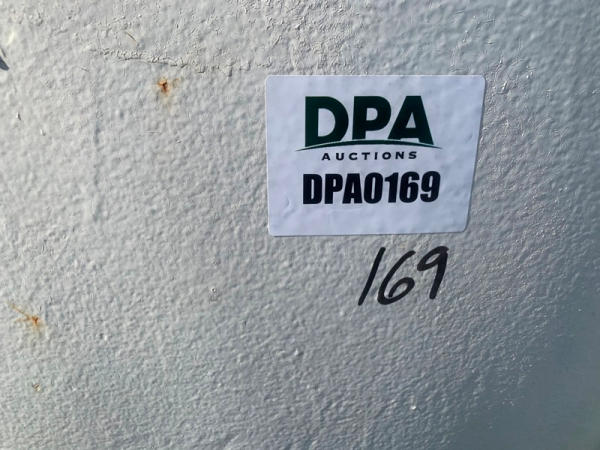 DPA
AUCTIONS
DPA0169
169